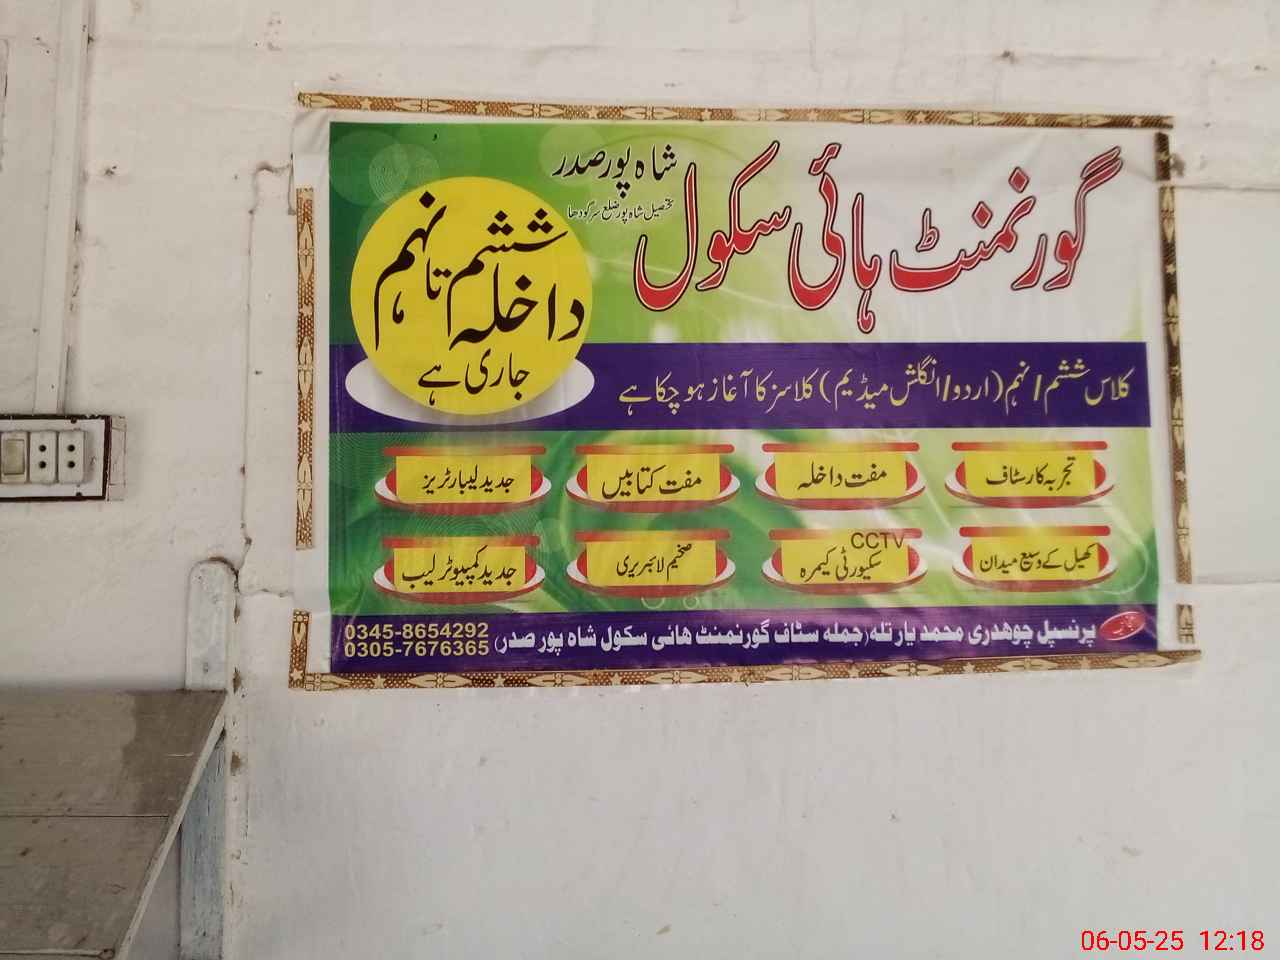 گورنمنٹ ہائی سکول
شاہ پور صدر
تحصیل شاہ پور ضلع سرگودھا
داخلہ ششم تا نہم
جاری ہے
کلاس ششم/نہم (اردو/انگلش میڈیم) کلاسز کا آغاز ہو چکا ہے
تجربہ کار سٹاف
مفت داخلہ
مفت کتابیں
جدید لیبارٹریز
کھیل کے وسیع میدان
CCTV
سکیورٹی کیمرہ
ضخیم لائبریری
جدید کمپیوٹر لیب
پرنسپل چوھدری محمد یار تلہ (جملہ سٹاف گورنمنٹ ھائی سکول شاہ پور صدر)
0345-8654292
0305-7676365
06-05-25 12:18